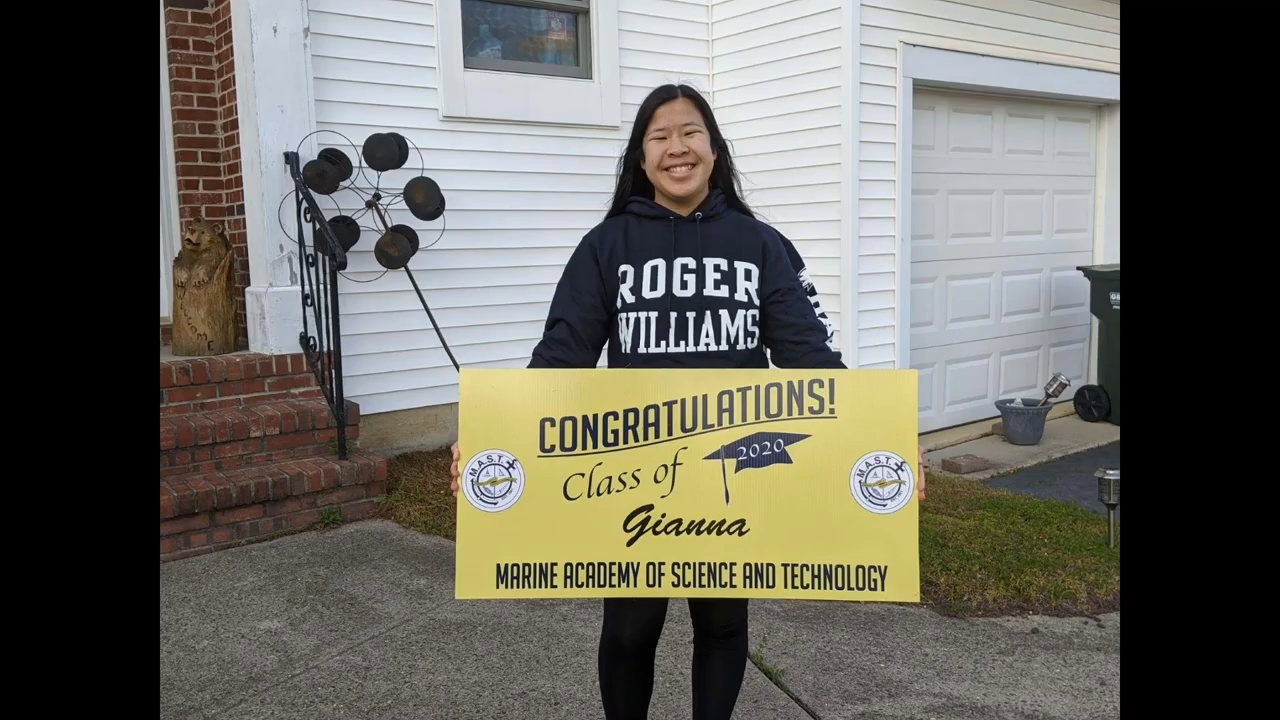 ROGER
WILLIAMS
CONGRATULATIONS!
Class of 2020
Gianna
M.A.S.T.
M.A.S.T.
MARINE ACADEMY OF SCIENCE AND TECHNOLOGY